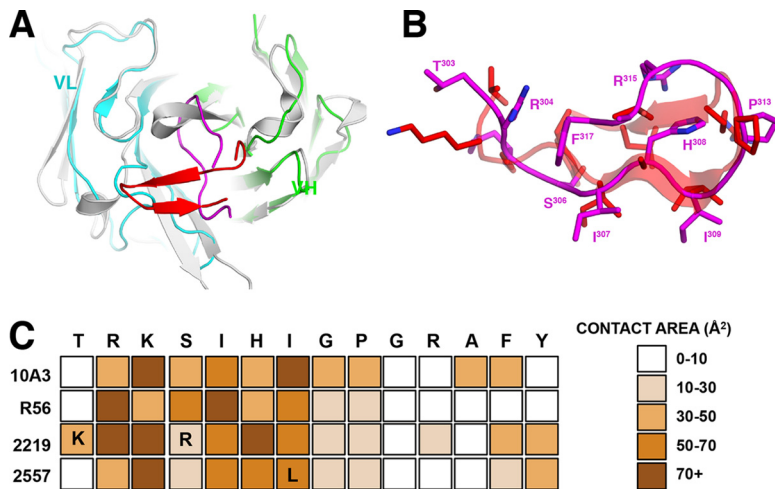 A
VL
VH
B
T303
R304
R315
P313
F317
H308
S306
I307
I309
C
T R K S I H I G P G R A F Y
10A3
R56
2219 K R
2557 L
CONTACT AREA (Å2)
0-10
10-30
30-50
50-70
70+